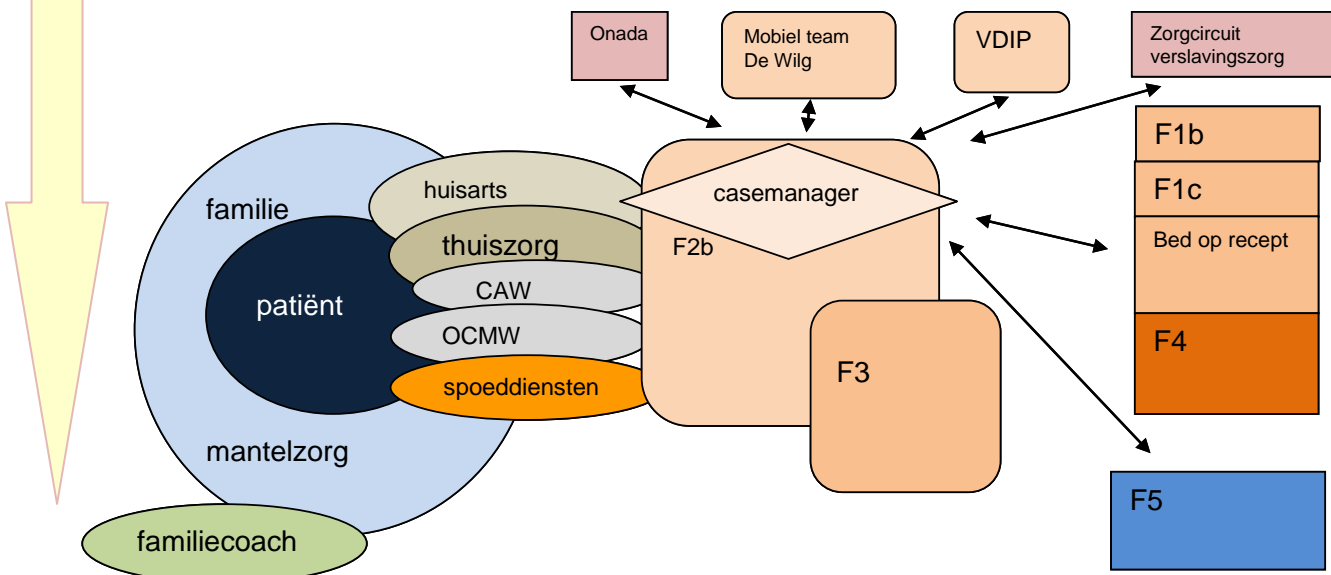 Onada
Mobiel team
De Wilg
VDIP
Zorgcircuit
verslavingszorg
F1b
F1c
Bed op recept
F4
F5
huisarts
familie
thuiszorg
CAW
patiënt
OCMW
spoeddiensten
mantelzorg
familiecoach
casemanager
F2b
F3